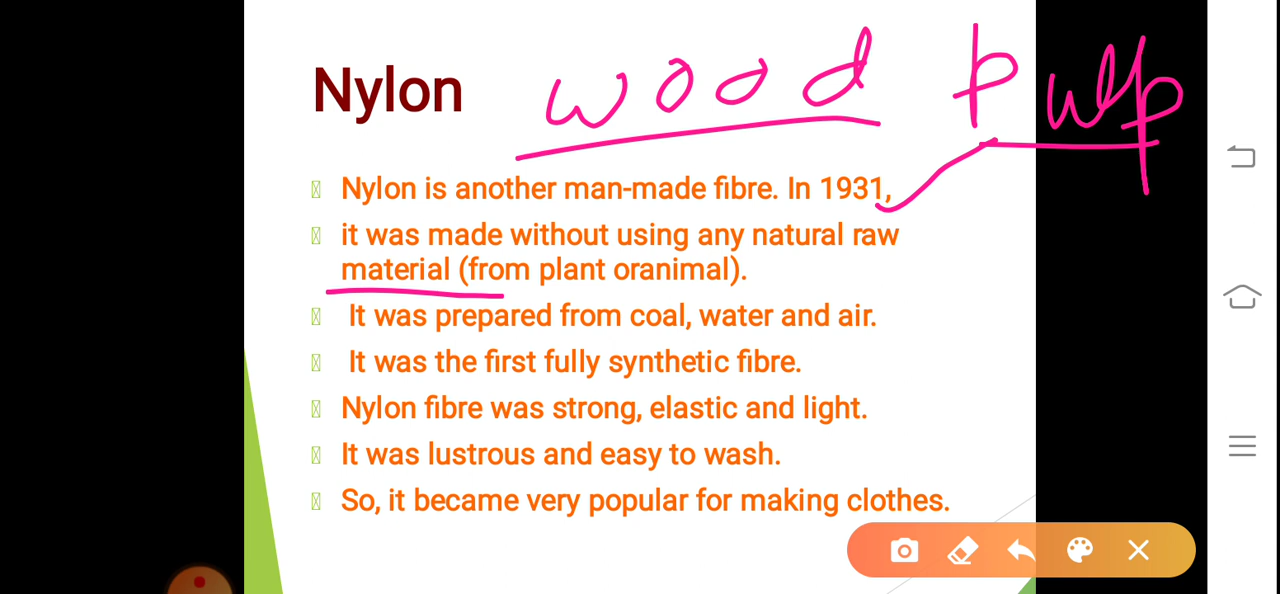 Nylon wood pulp
Nylon is another man-made fibre. In 1931,
it was made without using any natural raw
material (from plant oranimal).
It was prepared from coal, water and air.
It was the first fully synthetic fibre.
Nylon fibre was strong, elastic and light.
It was lustrous and easy to wash.
So, it became very popular for making clothes.